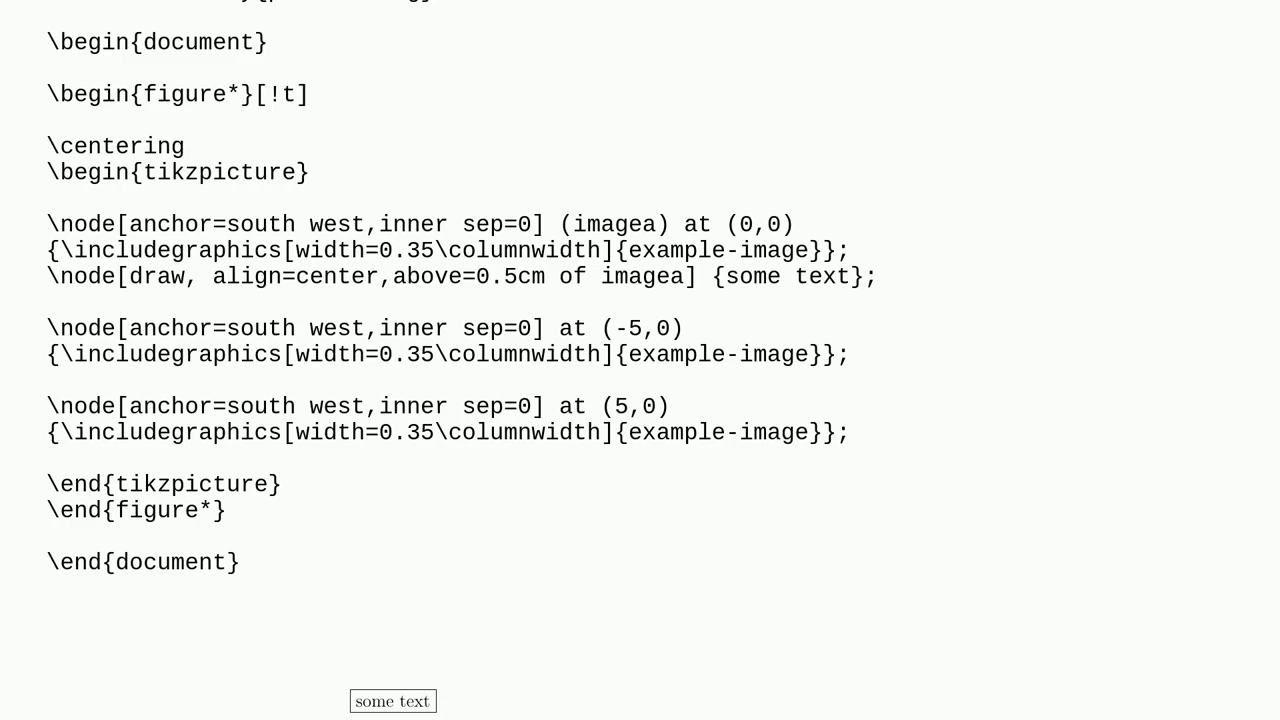 \begin{document}
\begin{figure*}[!t]
\centering
\begin{tikzpicture}
\node[anchor=south west,inner sep=0] (imagea) at (0,0)
{\includegraphics[width=0.35\columnwidth]{example-image}};
\node[draw, align=center,above=0.5cm of imagea] {some text};
\node[anchor=south west,inner sep=0] at (-5,0)
{\includegraphics[width=0.35\columnwidth]{example-image}};
\node[anchor=south west,inner sep=0] at (5,0)
{\includegraphics[width=0.35\columnwidth]{example-image}};
\end{tikzpicture}
\end{figure*}
\end{document}
some text